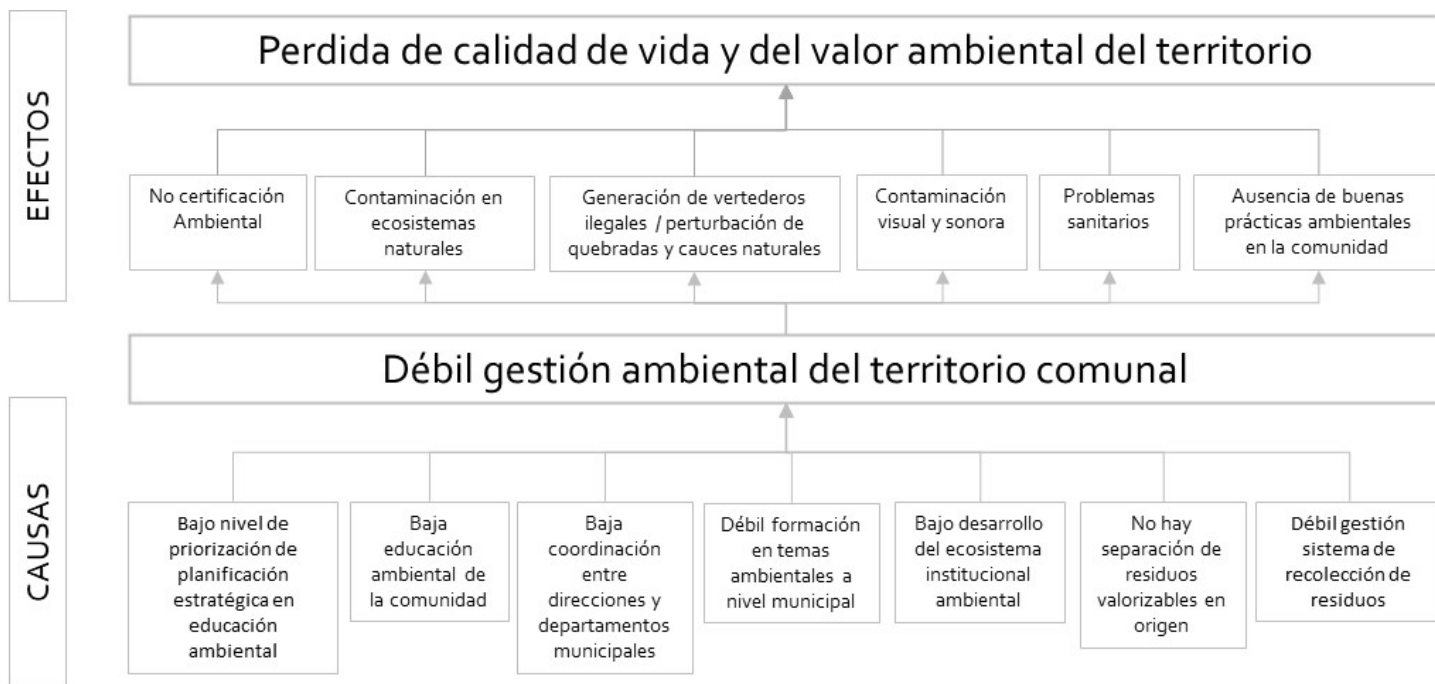 EFECTOS
Perdida de calidad de vida y del valor ambiental del territorio
No certificación
Ambiental
Contaminación en
ecosistemas
naturales
Generación de vertederos
ilegales / perturbación de
quebradas y cauces naturales
Contaminación
visual y sonora
Problemas
sanitarios
Ausencia de buenas
prácticas ambientales
en la comunidad
Débil gestión ambiental del territorio comunal
CAUSAS
Bajo nivel de
priorización de
planificación
estratégica en
educación
ambiental
Baja
educación
ambiental de
la comunidad
Baja
coordinación
entre
direcciones y
departamentos
municipales
Débil formación
en temas
ambientales a
nivel municipal
Bajo desarrollo
del ecosistema
institucional
ambiental
No hay
separación de
residuos
valorizables en
origen
Débil gestión
sistema de
recolección de
residuos